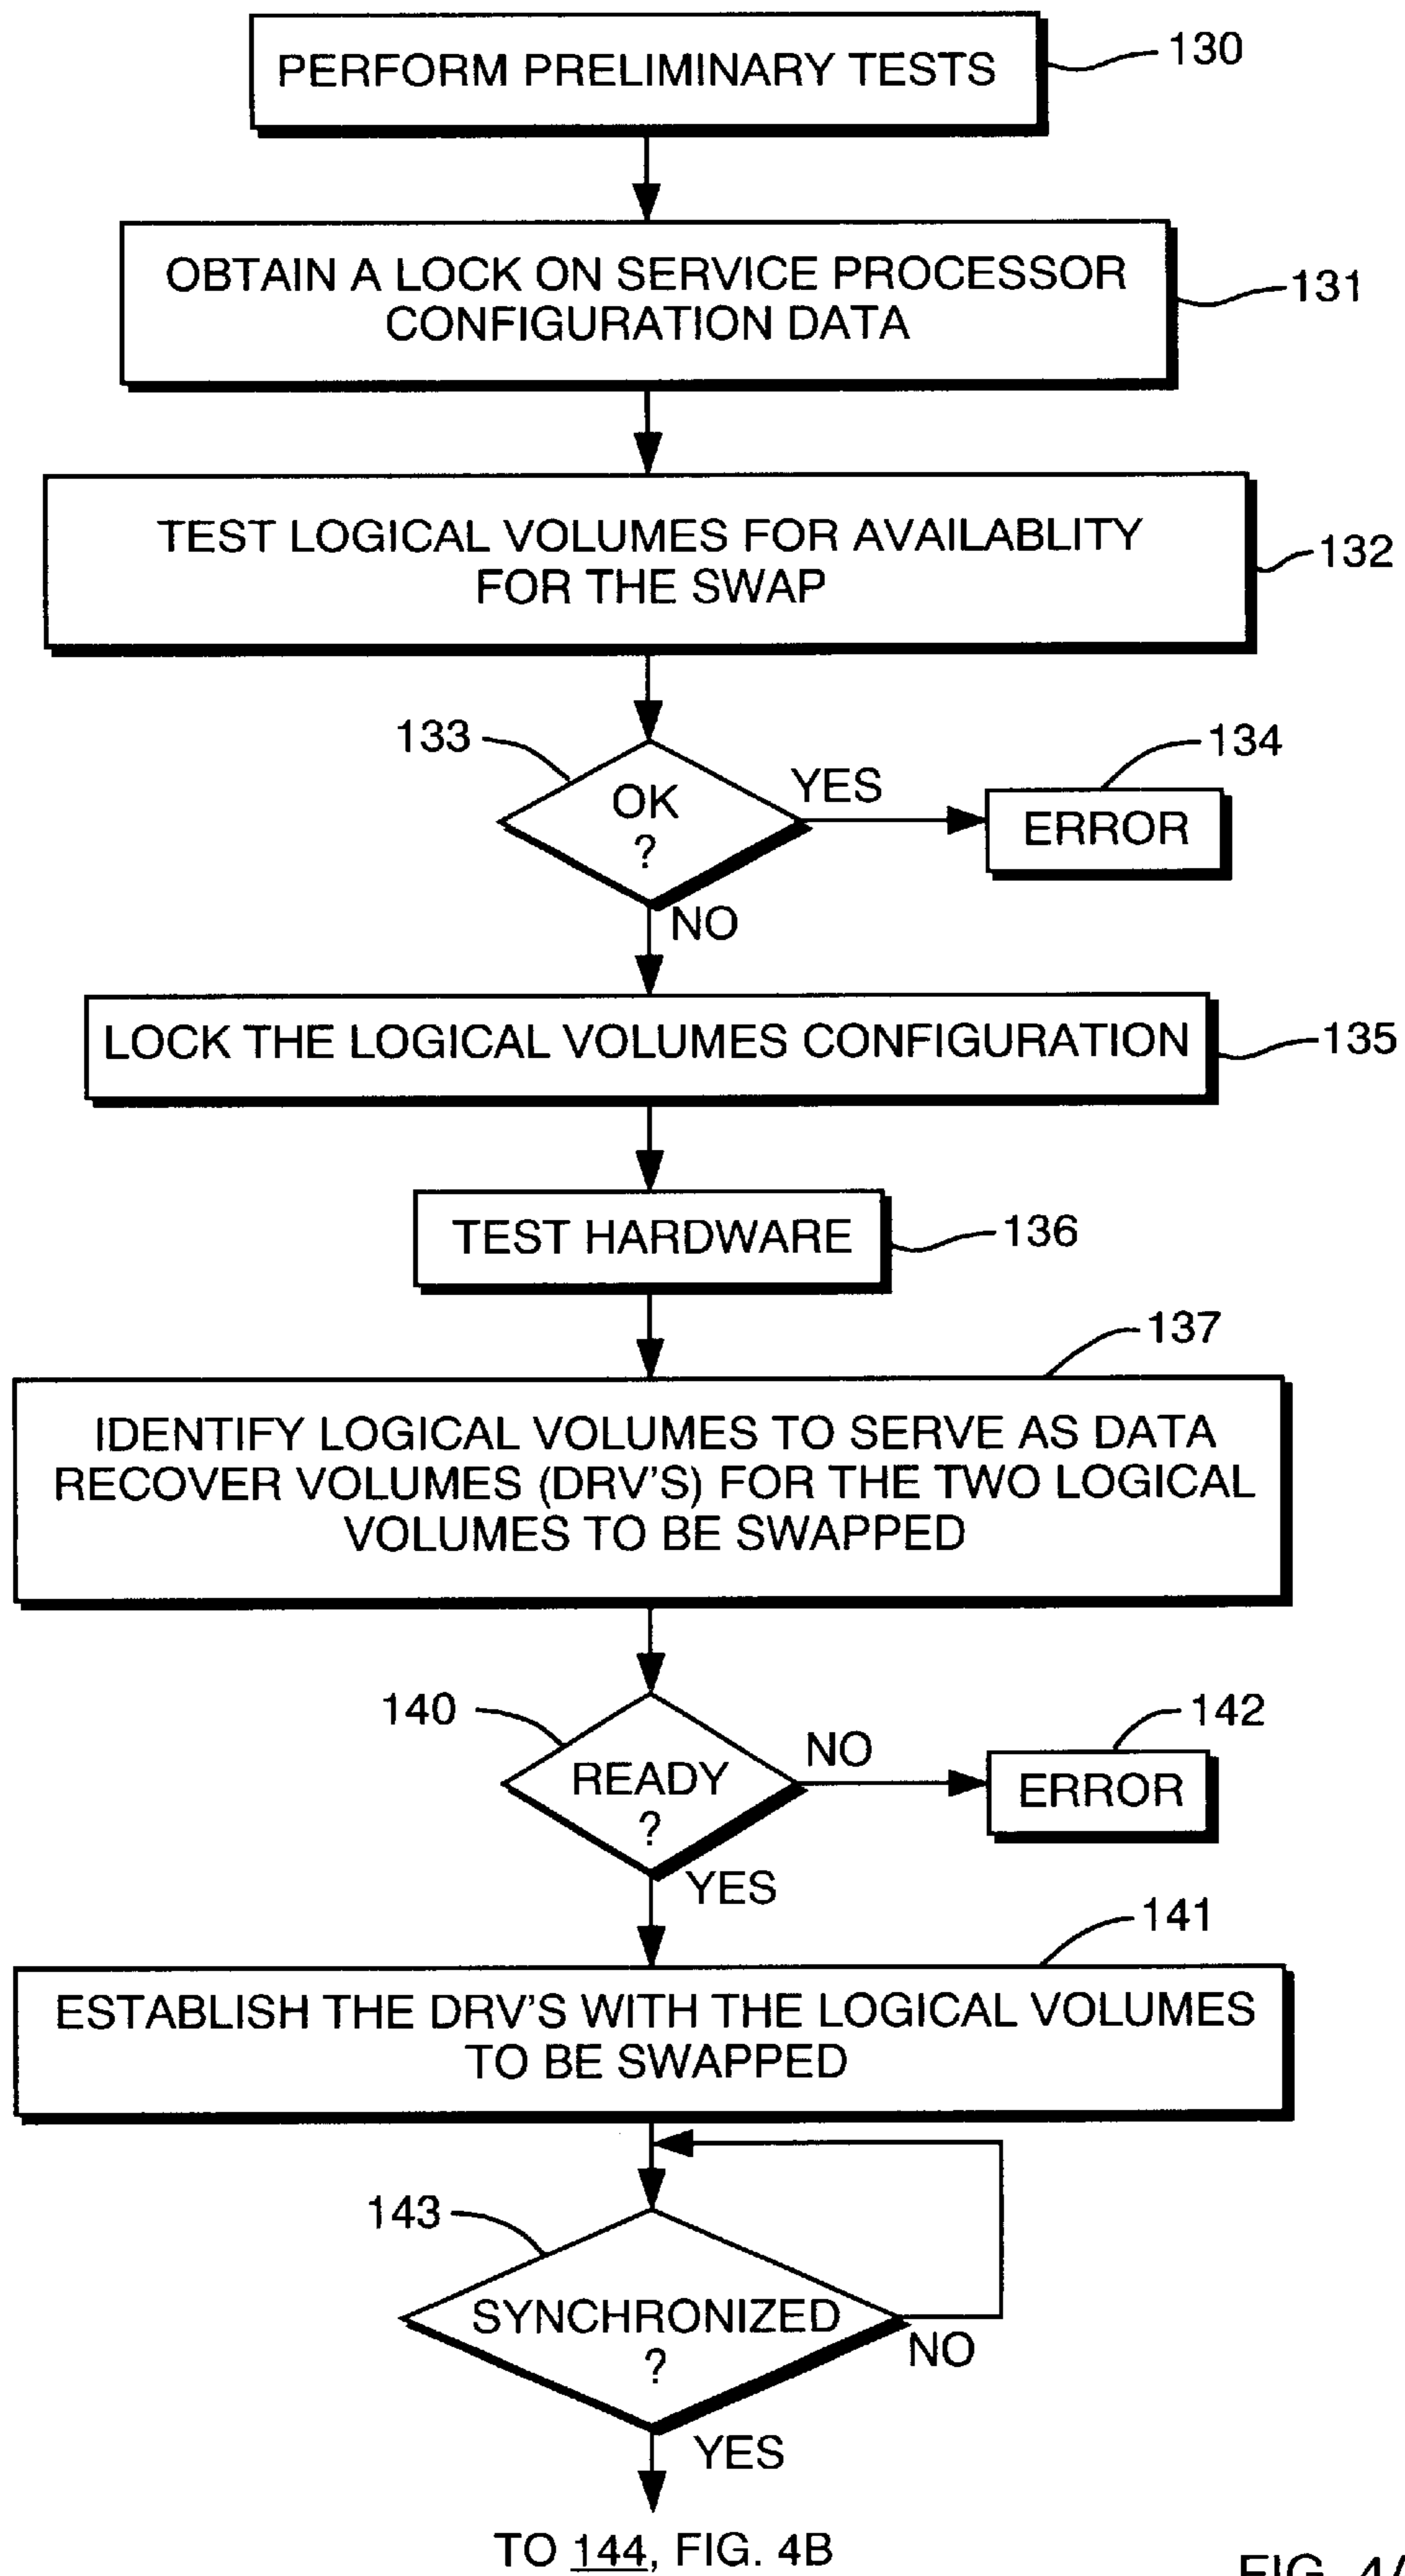 PERFORM PRELIMINARY TESTS
130
OBTAIN A LOCK ON SERVICE PROCESSOR
CONFIGURATION DATA
131
TEST LOGICAL VOLUMES FOR AVAILABLITY
FOR THE SWAP
132
133
OK
?
YES
134
ERROR
NO
LOCK THE LOGICAL VOLUMES CONFIGURATION
135
TEST HARDWARE
136
137
IDENTIFY LOGICAL VOLUMES TO SERVE AS DATA
RECOVER VOLUMES (DRV'S) FOR THE TWO LOGICAL
VOLUMES TO BE SWAPPED
140
READY
?
NO
142
ERROR
YES
141
ESTABLISH THE DRV'S WITH THE LOGICAL VOLUMES
TO BE SWAPPED
143
SYNCHRONIZED
?
NO
YES
TO 144, FIG. 4B
FIG. 4A